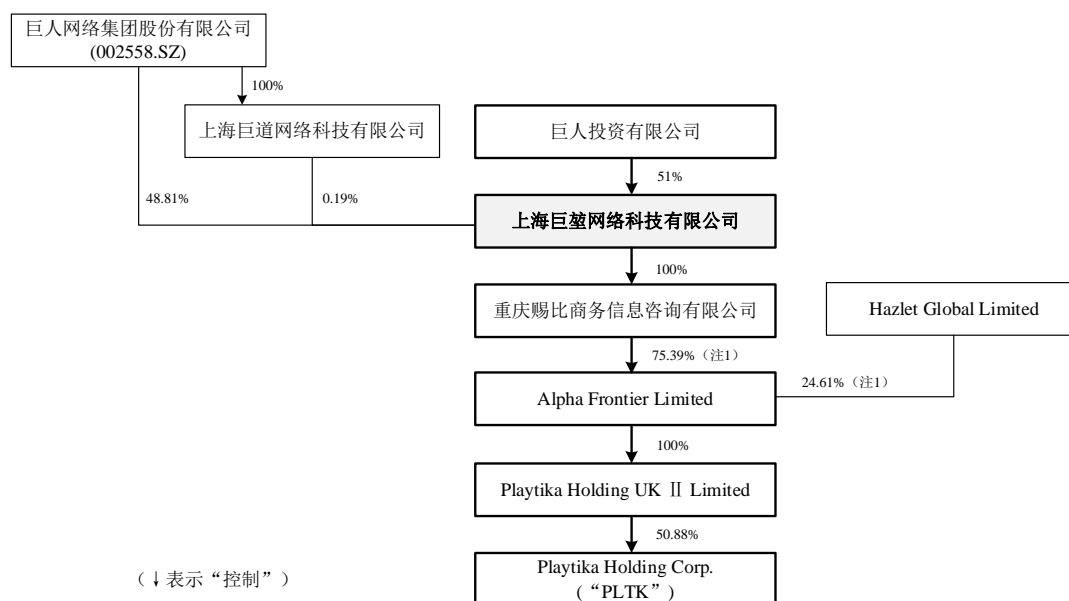 巨人网络集团股份有限公司
(002558.SZ)
100%
上海巨道网络科技有限公司
巨人投资有限公司
48.81%
0.19%
51%
上海巨堃网络科技有限公司
100%
重庆赐比商务信息咨询有限公司
Hazlet Global Limited
75.39%（注1）
24.61%（注1）
Alpha Frontier Limited
100%
Playtika Holding UK Ⅱ Limited
50.88%
Playtika Holding Corp.
(“PLTK”)
（↓表示“控制”）